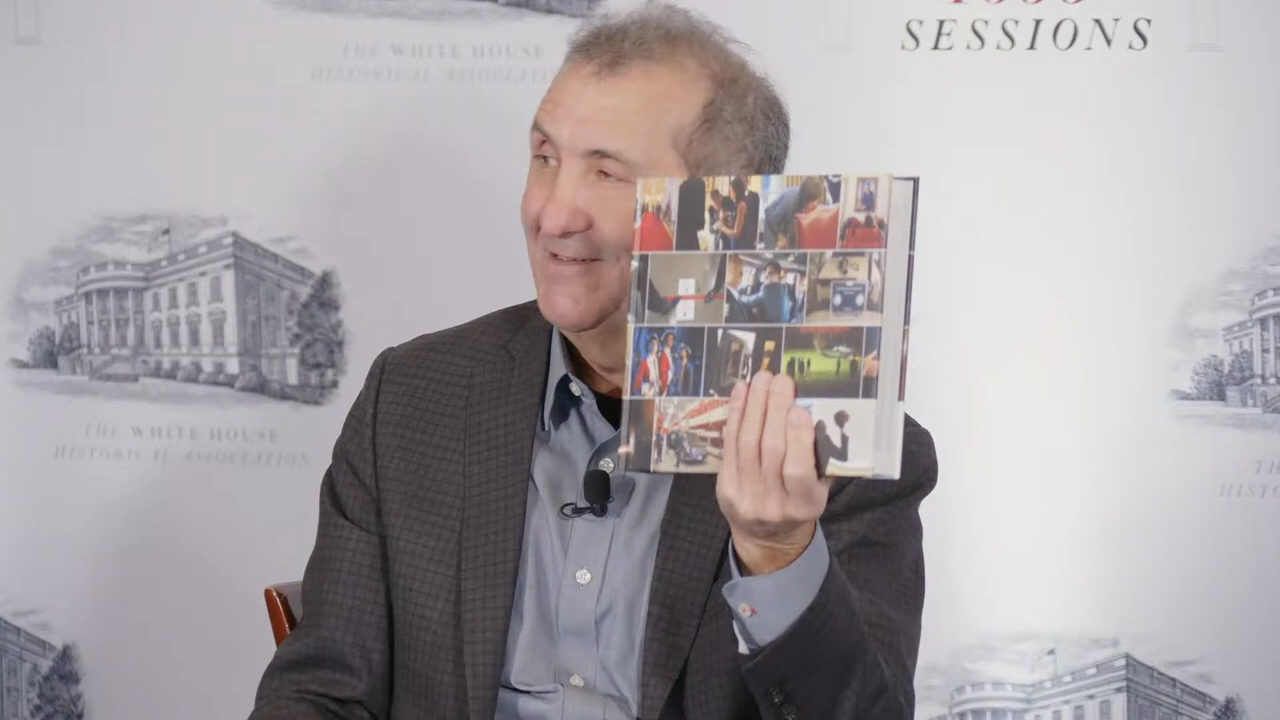 THE WHITE HOUSE
HISTORICAL ASSOCIATION
SESSIONS
THE WHITE HOUSE
HISTORICAL ASSOCIATION